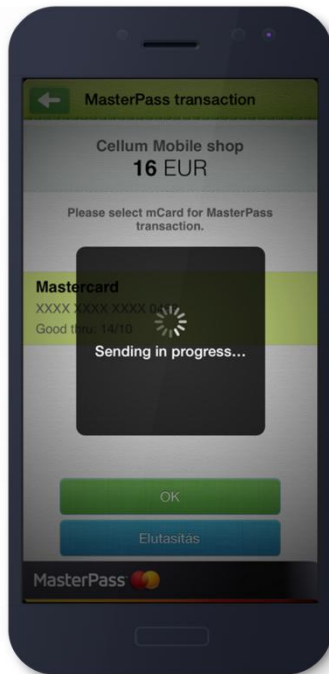 MasterPass transaction
Cellum Mobile shop
16 EUR
Please select mCard for MasterPass
transaction.
Mastercard
XXXX XXXX XXXX
Good thru: 14/10
Sending in progress...
OK
Elutasítás
MasterPass